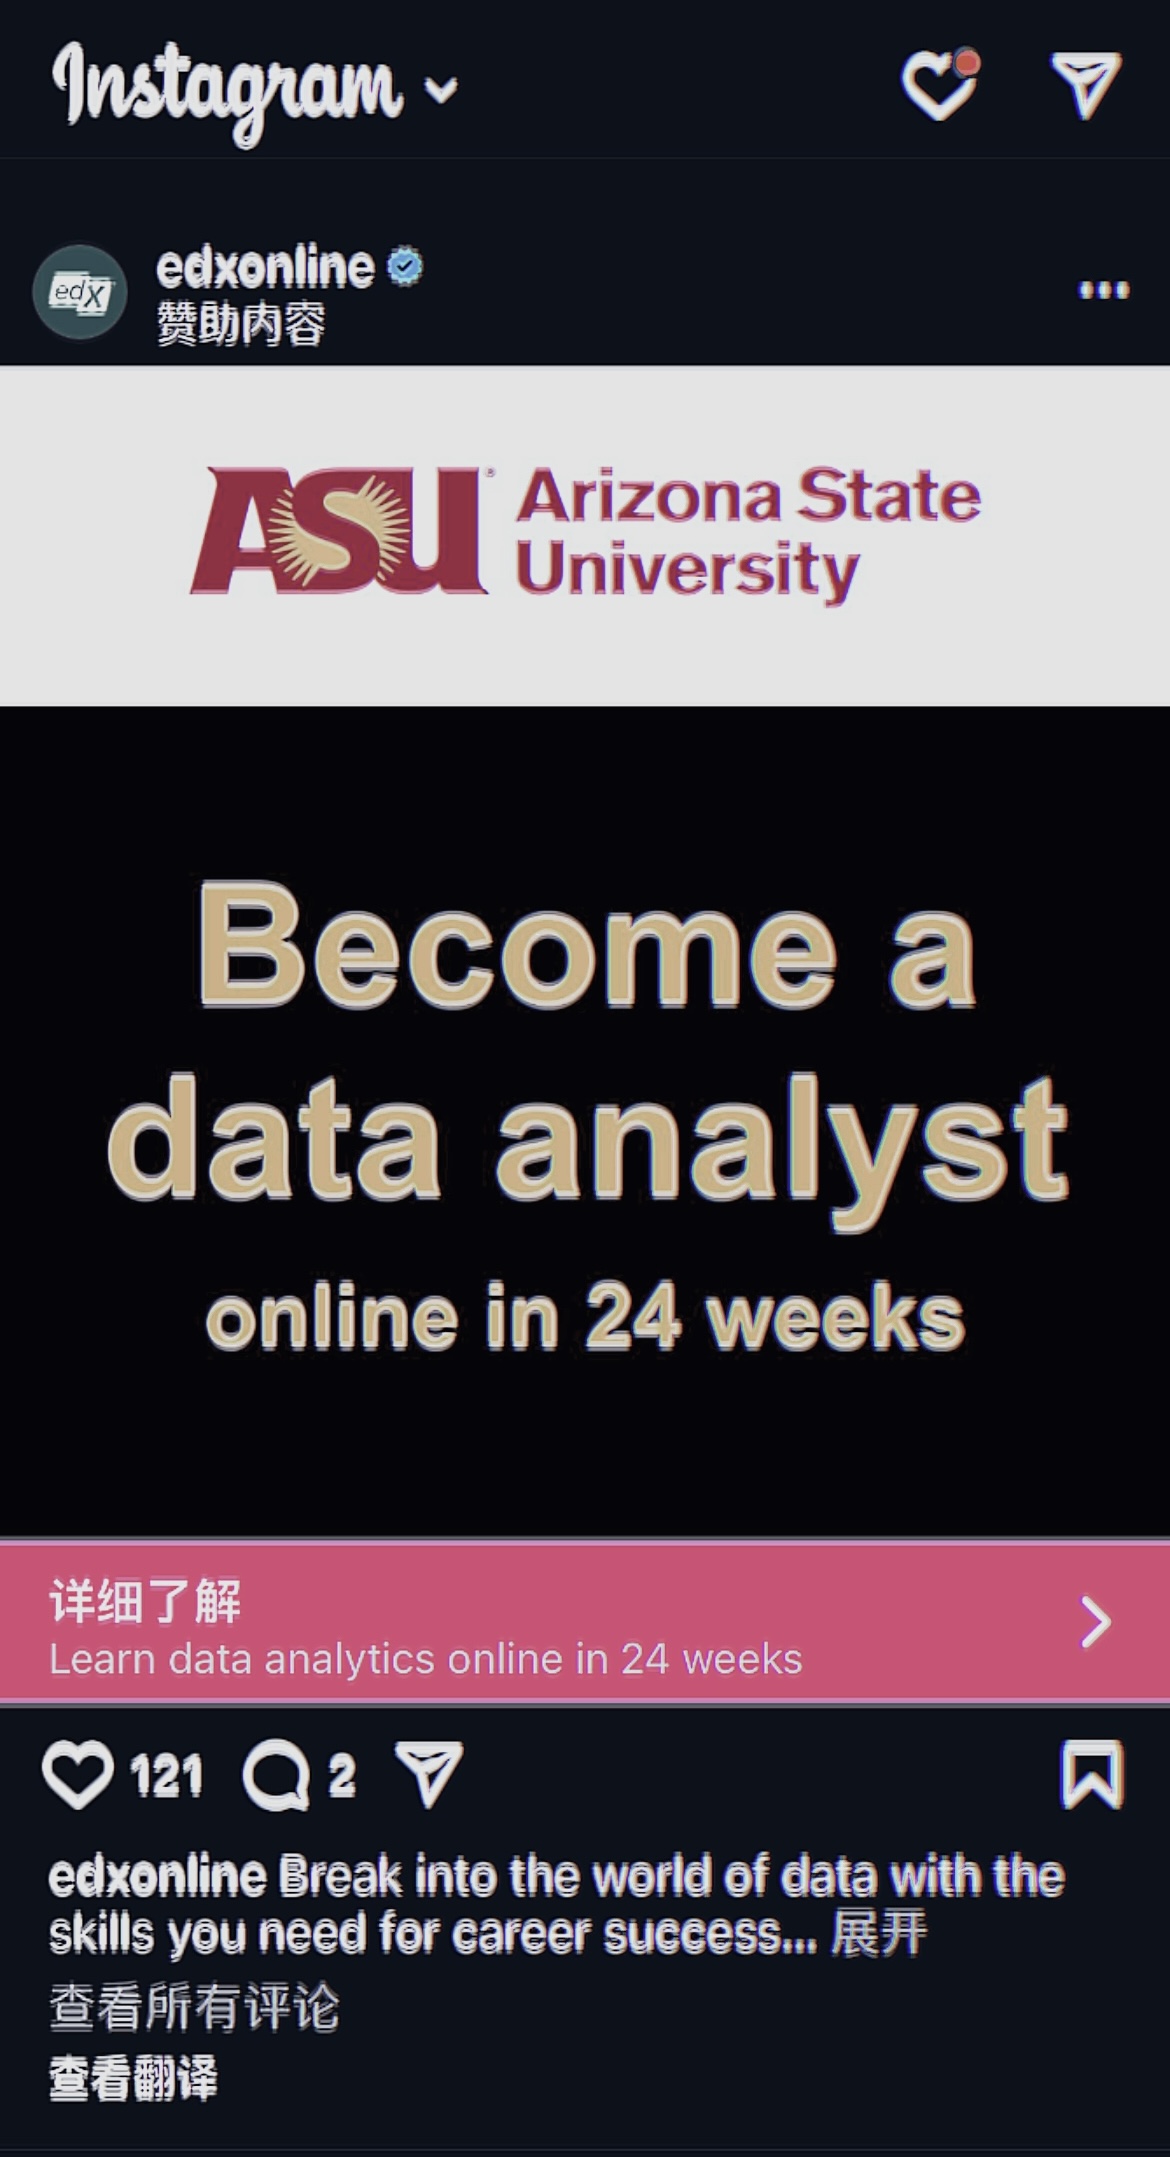 Instagram
edX
edxonline
赞助内容
ASU
Arizona State
University
Become a
data analyst
online in 24 weeks
详细了解
Learn data analytics online in 24 weeks
121 2
edxonline Break into the world of data with the
skills you need for career success... 展开
查看所有评论
查看翻译